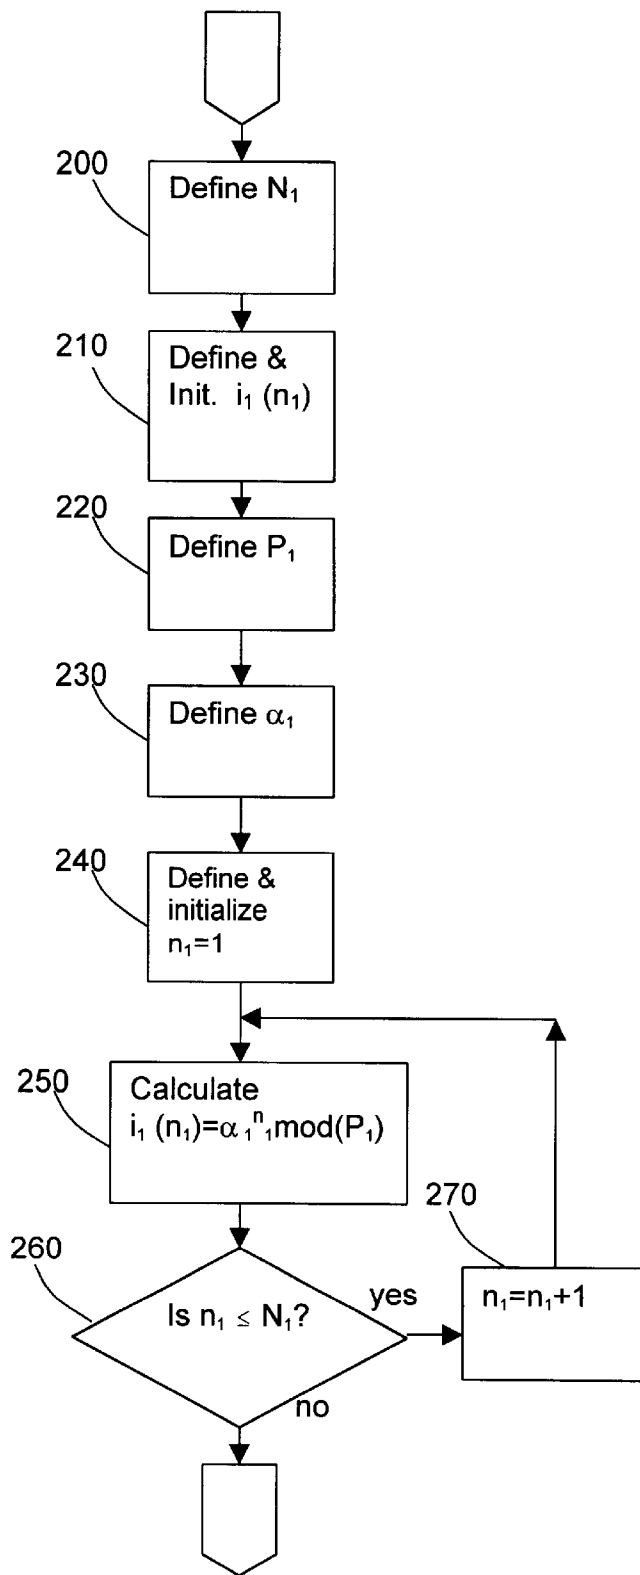 200
Define N₁
210
Define &
Init. i₁ (n₁)
220
Define P₁
230
Define α₁
240
Define &
initialize
n₁=1
250
Calculate
i₁ (n₁)=α₁ⁿ₁mod(P₁)
260
Is n₁ ≤ N₁?
yes
270
n₁=n₁+1
no